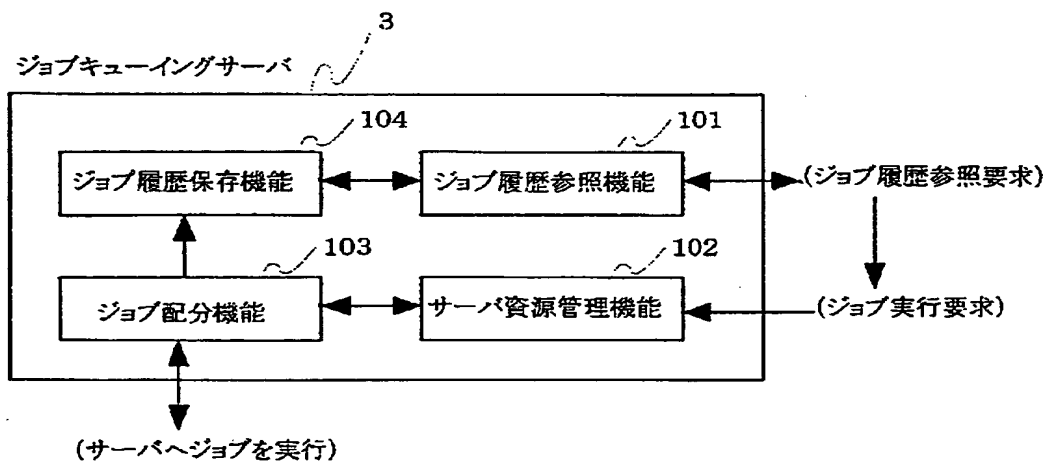 3
ジョブキューイングサーバ
104
101
ジョブ履歴保存機能
ジョブ履歴参照機能
(ジョブ履歴参照要求)
103
102
ジョブ配分機能
サーバ資源管理機能
(ジョブ実行要求)
(サーバへジョブを実行)